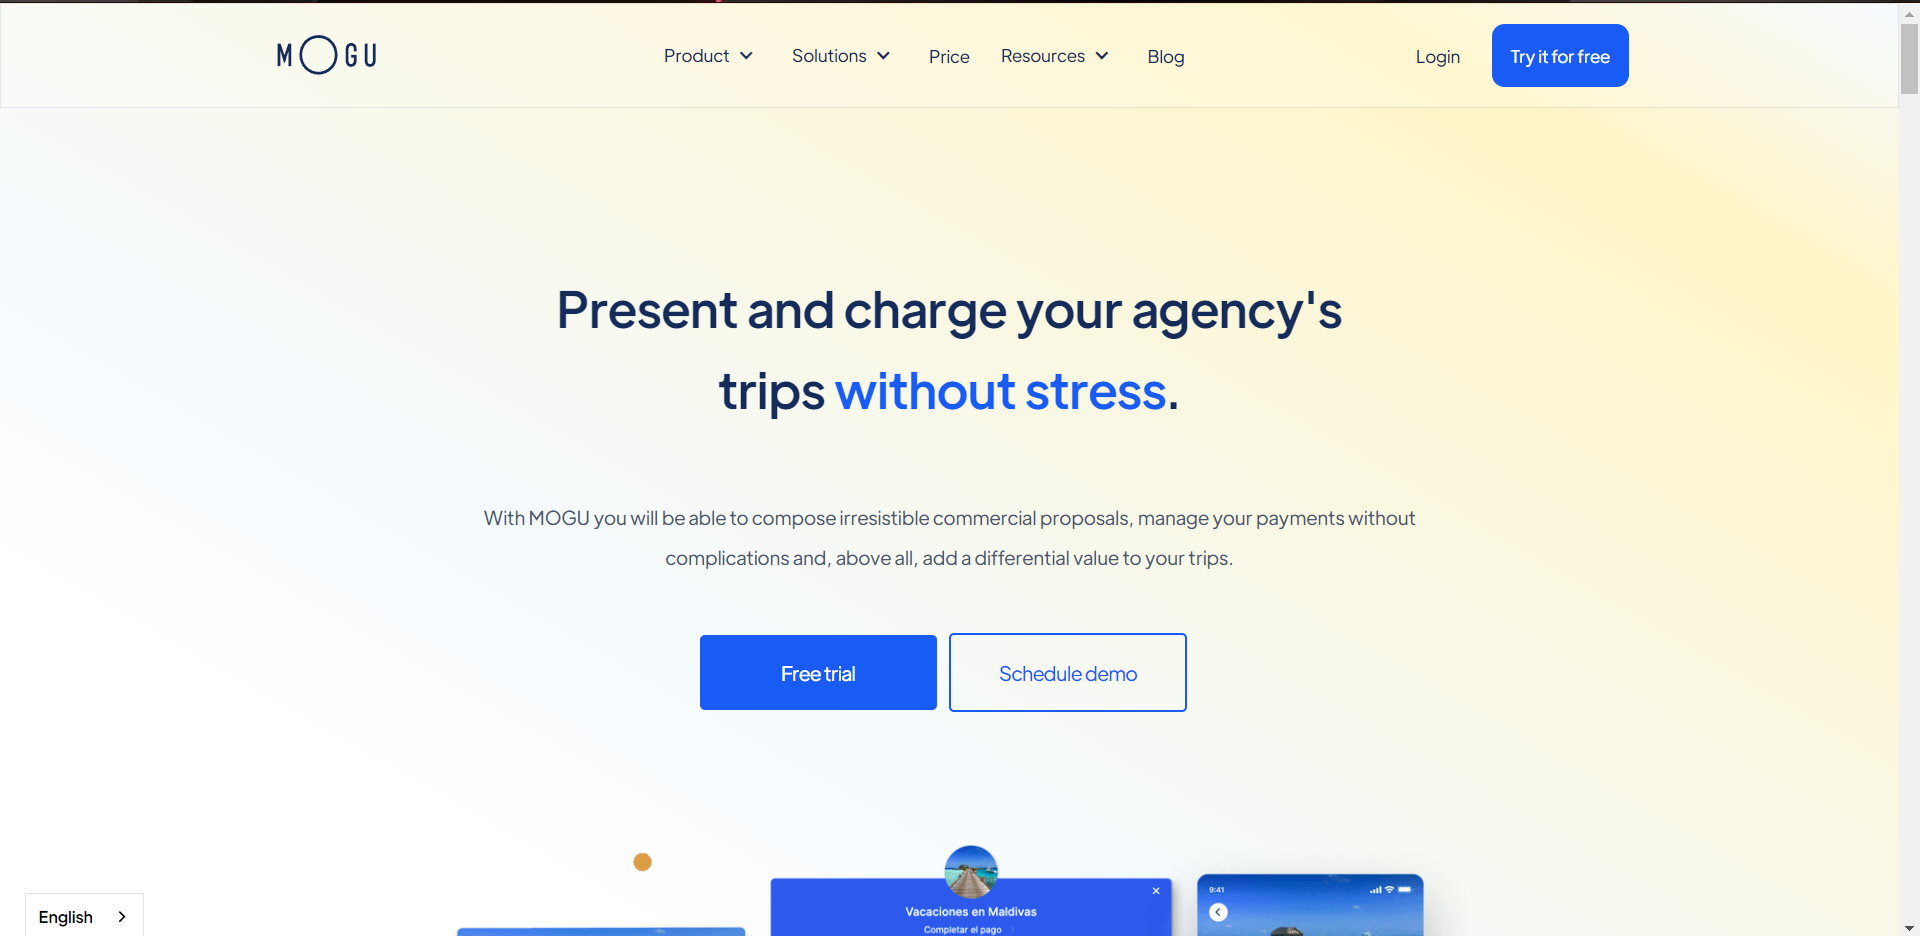 MOGU
Product
Solutions
Price
Resources
Blog
Login
Try it for free
Present and charge your agency's
trips without stress.
With MOGU you will be able to compose irresistible commercial proposals, manage your payments without
complications and, above all, add a differential value to your trips.
Free trial
Schedule demo
9:41
Vacaciones en Maldivas
Completar el pago
English